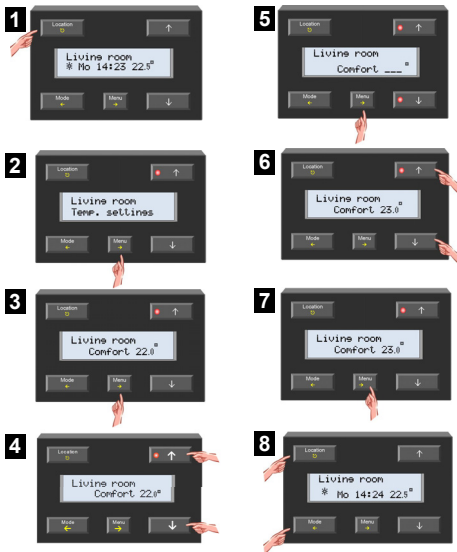 1
Location
Living room
☼ Mo 14:23 22.5°
Mode
Menu
2
Location
Living room
Temp. settings
Mode
Menu
3
Location
Living room
Comfort 22.0°
Mode
Menu
4
Location
Living room
Comfort 22.0°
Mode
Menu
5
Location
Living room
Comfort ___°
Mode
Menu
6
Location
Living room
Comfort 23.0°
Mode
Menu
7
Location
Living room
Comfort 23.0°
Mode
Menu
8
Location
Living room
☼ Mo 14:24 22.5°
Mode
Menu